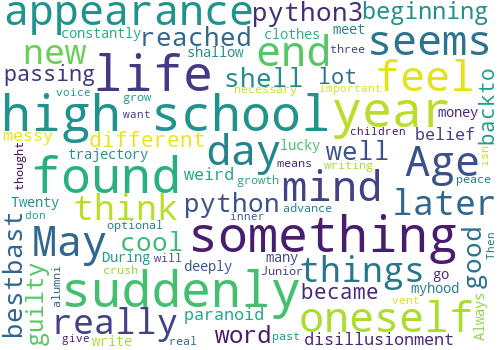 appearance python3 beginning
constantly reached clothes meet seems
new end shallow three
passing life shell lot feel backto
voice grow necessary important
high school year money
messy want children belief
different day lucky well Age isn
thought trajectory means writing
found weird growth mind peace
Twenty think python inner advance later
don optional something
May cool During will many Junior go good
bestbast guilty alumni crush deeply things myhood Then
suddenly became oneself Always
really paranoid vent
give write word real past disillusionment